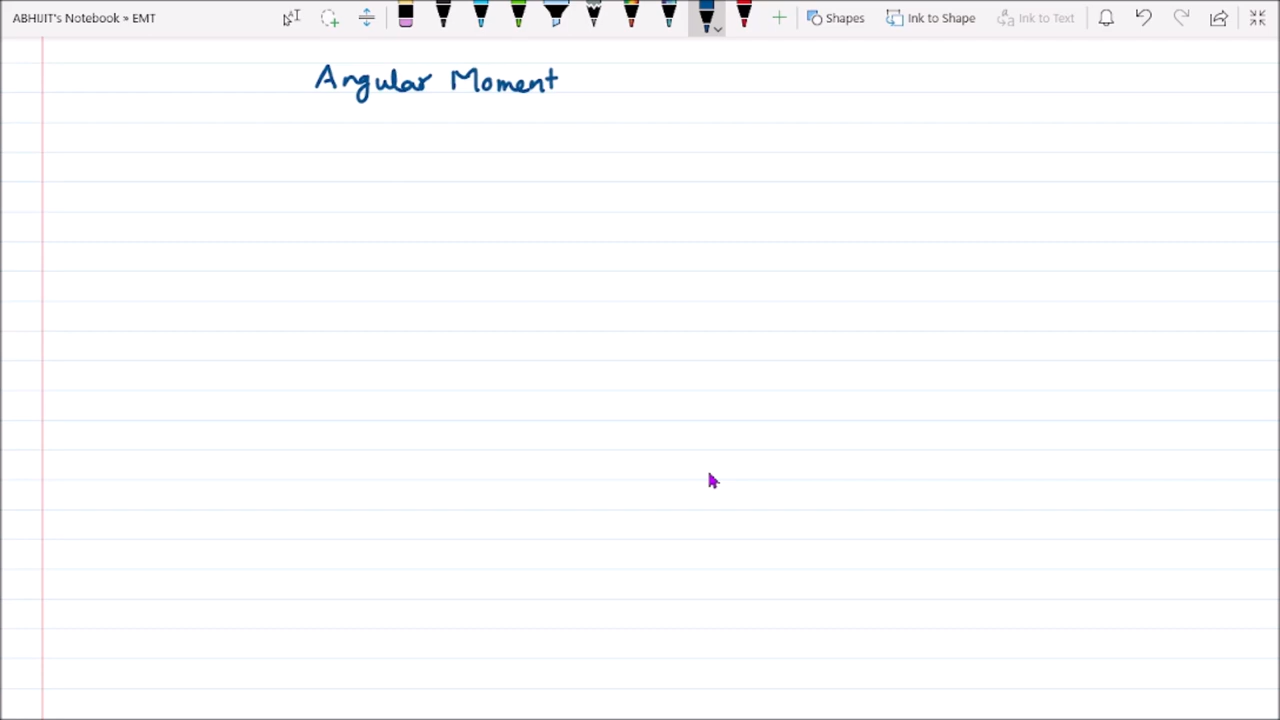 ABHIJIT's Notebook » EMT Shapes Ink to Shape Ink to Text
Angular Moment